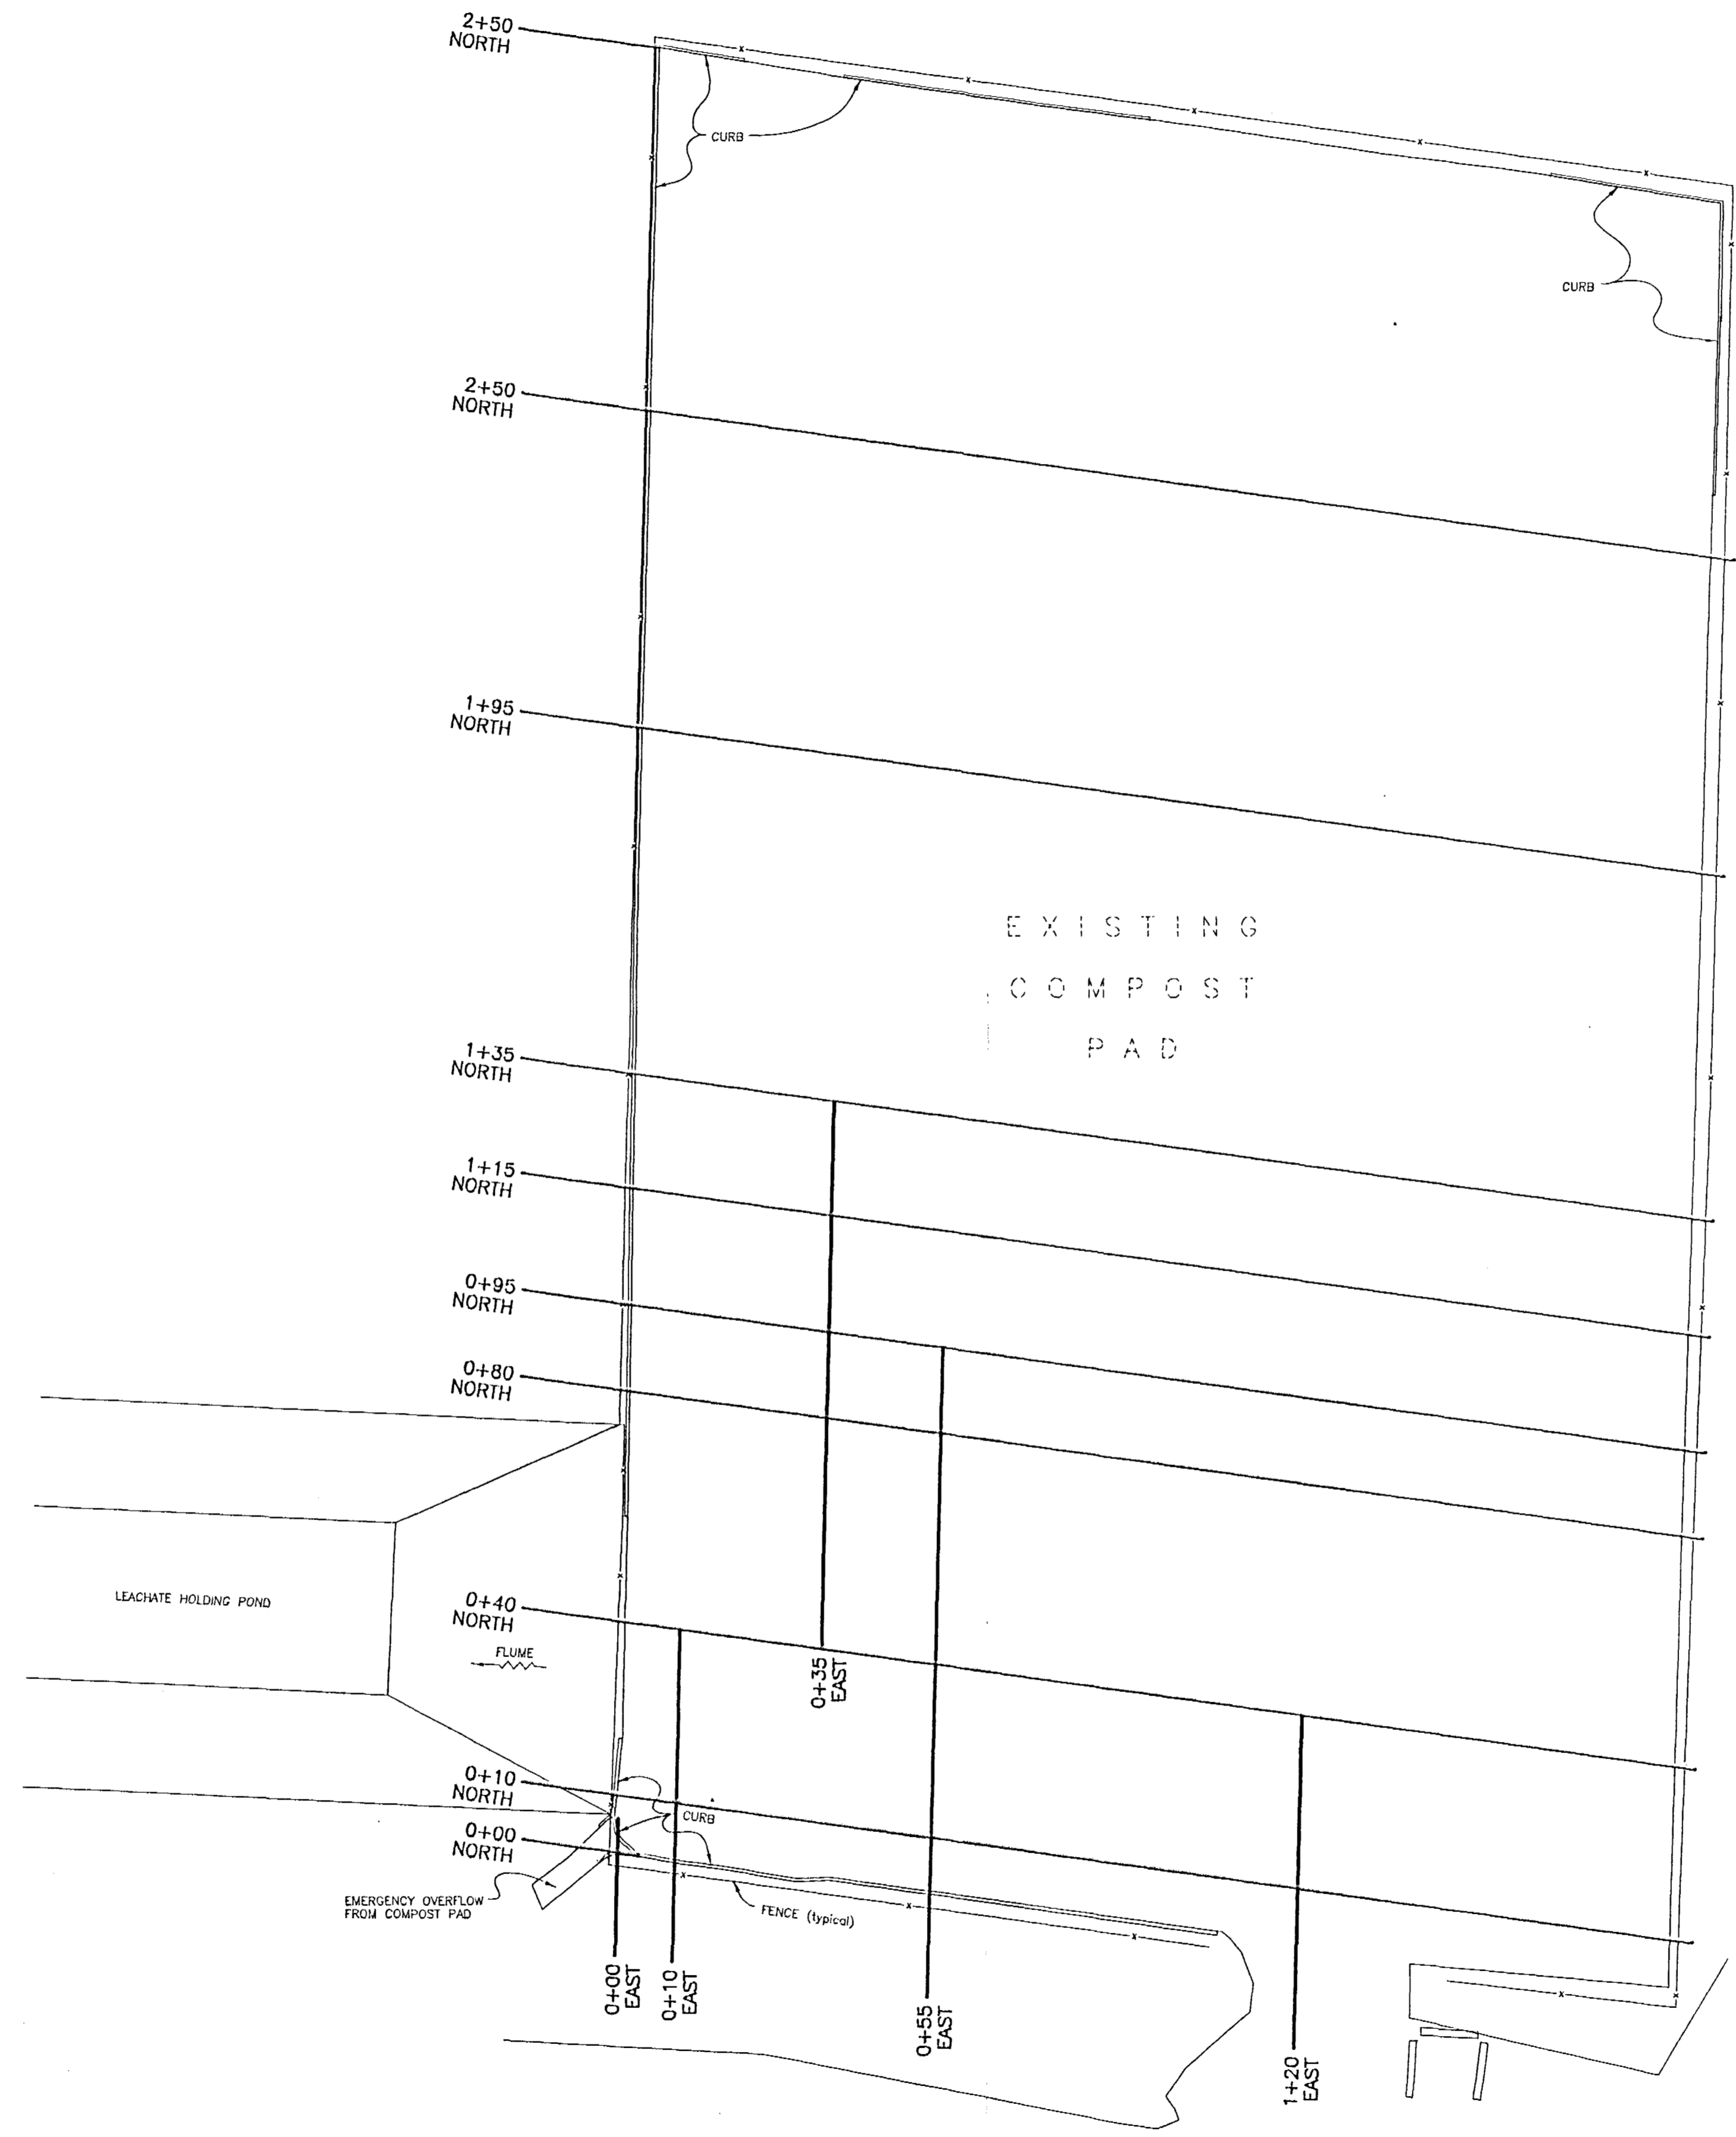 2+50
NORTH
CURB
CURB
2+50
NORTH
1+95
NORTH
EXISTING
COMPOST
PAD
1+35
NORTH
1+15
NORTH
0+95
NORTH
0+80
NORTH
LEACHATE HOLDING POND
0+40
NORTH
FLUME
0+35
EAST
0+10
NORTH
CURB
0+00
NORTH
EMERGENCY OVERFLOW
FROM COMPOST PAD
FENCE (typical)
0+00
EAST
0+10
EAST
0+55
EAST
1+20
EAST